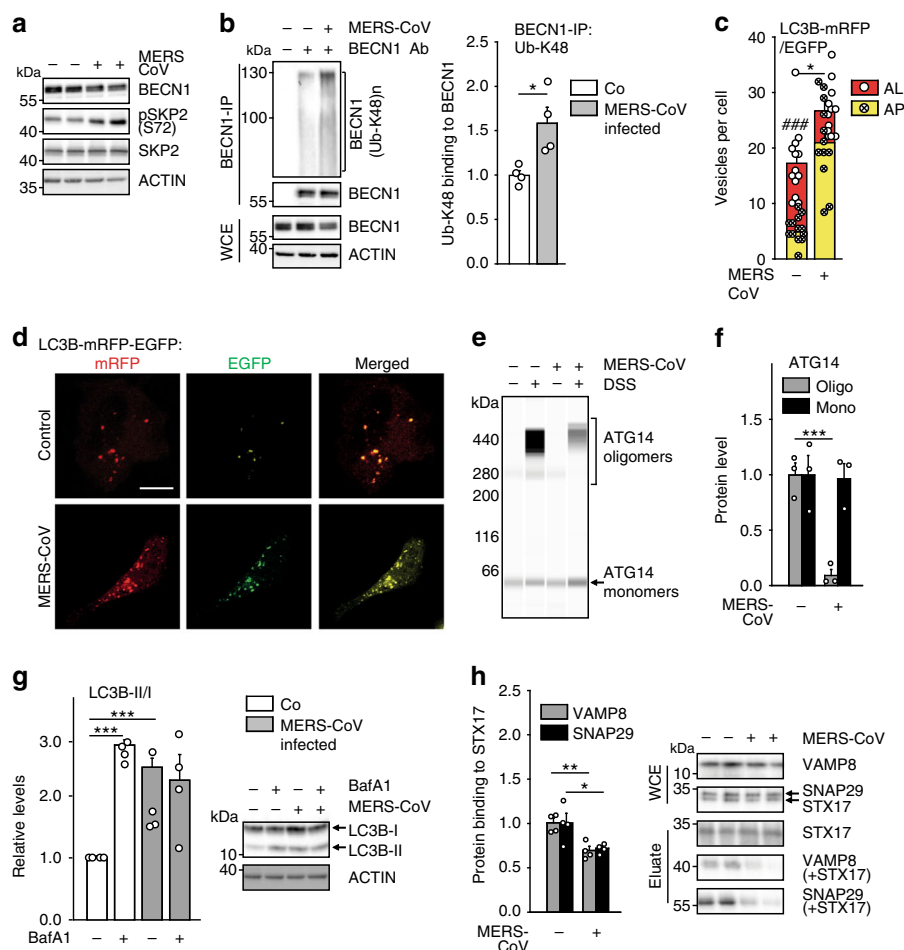 a
MERS
CoV
– – + +
kDa
BECN1
55
pSKP2
(S72)
40
SKP2
40
ACTIN
35
b
MERS-CoV
– – +
BECN1 Ab
– + +
kDa
130
100
BECN1-IP
BECN1
(Ub-K48)n
BECN1
WCE
BECN1
55
40
ACTIN
BECN1-IP:
Ub-K48
Ub-K48 binding to BECN1
2.0
1.5
1.0
0.5
0.0
*
Co
MERS-CoV
infected
c
LC3B-mRFP
/EGFP
Vesicles per cell
40
30
20
10
0
*
###
AL
AP
MERS
CoV
– +
d
LC3B-mRFP-EGFP:
mRFP
EGFP
Merged
Control
MERS-CoV
e
MERS-CoV
– – + +
DSS
– + – +
kDa
440
280
200
116
66
ATG14
oligomers
ATG14
monomers
f
ATG14
Oligo
Mono
Protein level
1.0
0.5
0.0
***
MERS-
CoV
– +
g
LC3B-II/I
Relative levels
3.0
2.0
1.0
0.0
***
***
– + – +
BafA1
Co
MERS-CoV
infected
BafA1
– + – +
MERS-CoV
– – + +
kDa
LC3B-I
15
LC3B-II
10
40
ACTIN
h
Protein binding to STX17
2.0
1.5
1.0
0.5
0.0
VAMP8
SNAP29
**
*
MERS-
CoV
– +
MERS-CoV
– – + +
kDa
WCE
VAMP8
10
35
SNAP29
STX17
Eluate
35
STX17
40
VAMP8
(+STX17)
55
SNAP29
(+STX17)